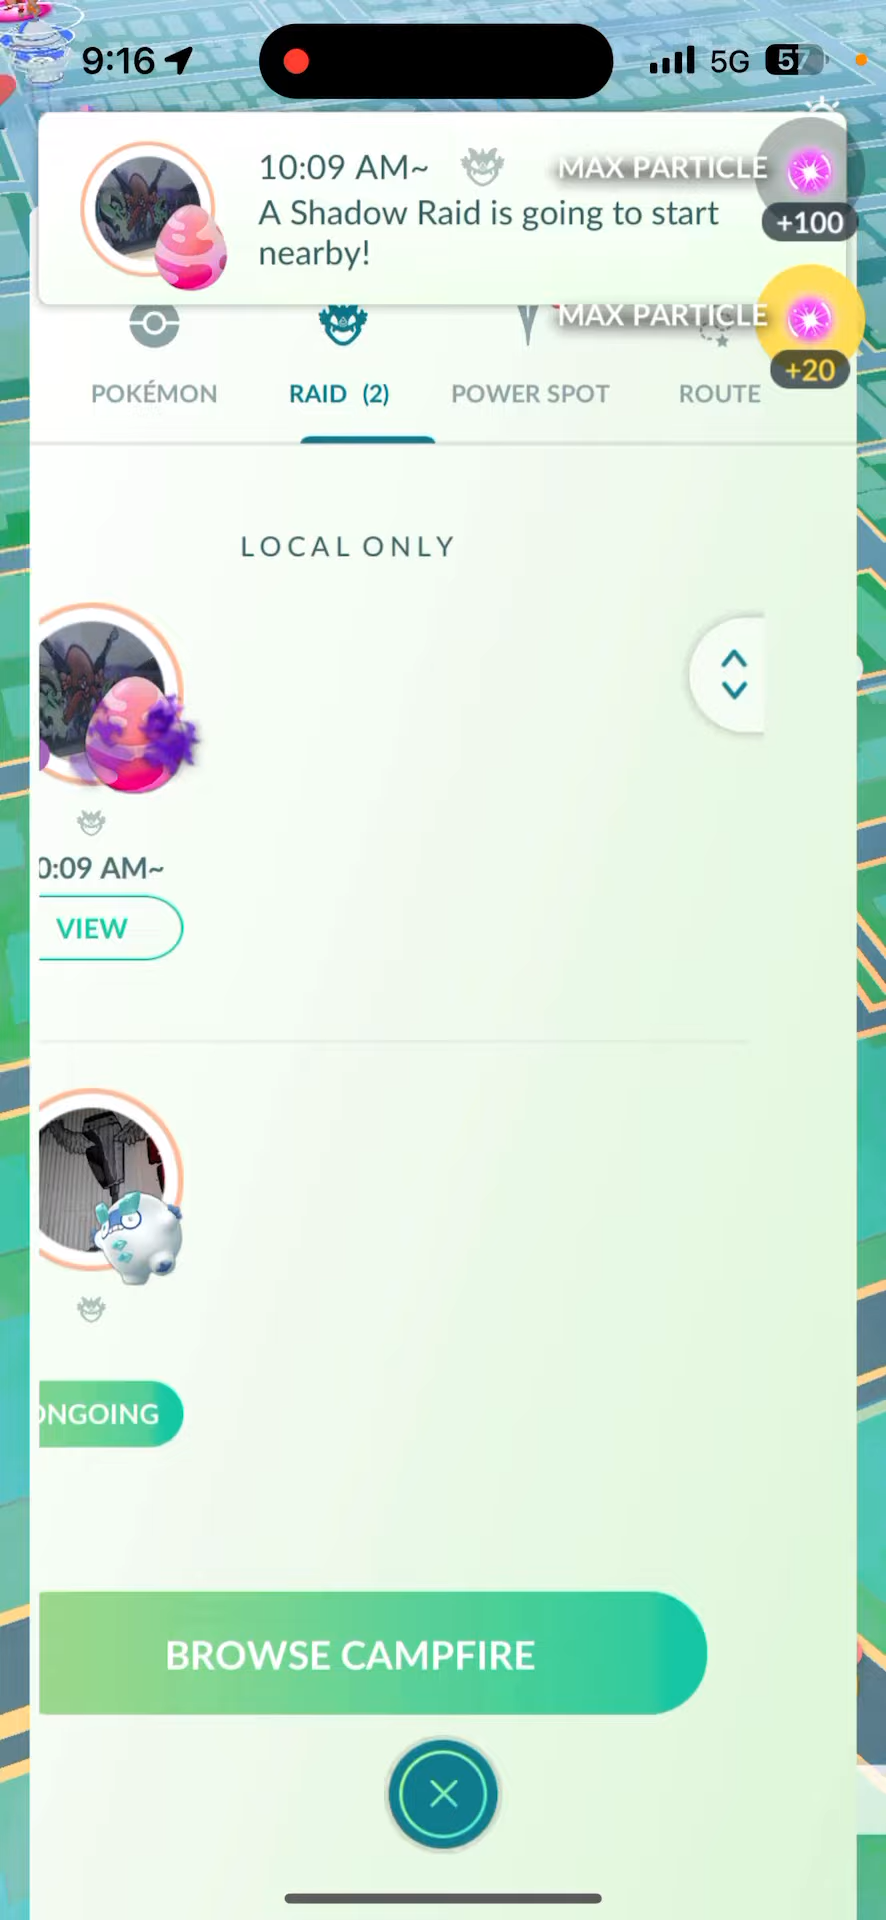 9:16
5G
57
10:09 AM~
A Shadow Raid is going to start
nearby!
MAX PARTICLE
+100
MAX PARTICLE
+20
POKÉMON
RAID (2)
POWER SPOT
ROUTE
LOCAL ONLY
0:09 AM~
VIEW
ONGOING
BROWSE CAMPFIRE